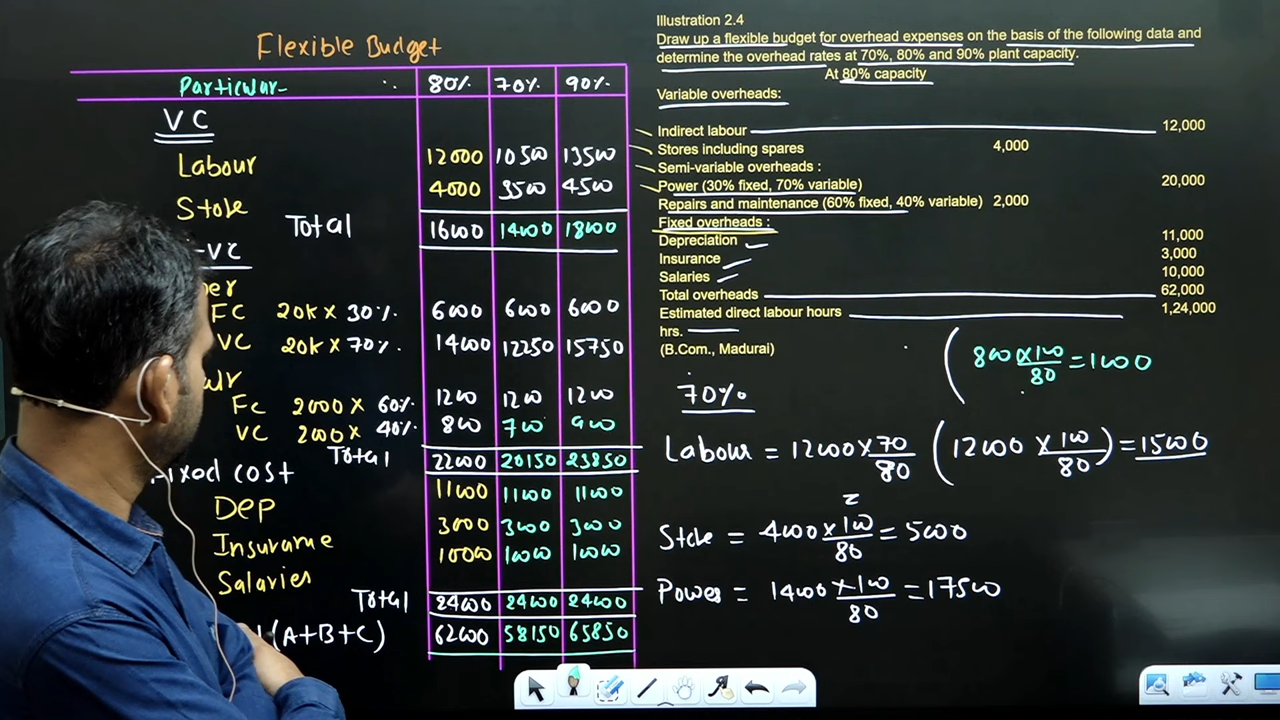 Flexible Budget
Particular 80% 70% 90%
VC
Labour 12000 10500 13500
Store 4000 3500 4500
Total 16000 14000 18000
-VC
wer
FC 20K X 30% 6000 6000 6000
VC 20K X 70% 14000 12250 15750
FC 2000 X 60% 1200 1200 1200
VC 2000 X 40% 800 700 900
Total 22000 20150 23850
ixed cost
Dep 11000 11000 11000
Insurance 3000 3000 3000
Salaries 10000 10000 10000
Total 24000 24000 24000
(A+B+C) 62000 58150 65850
Illustration 2.4
Draw up a flexible budget for overhead expenses on the basis of the following data and
determine the overhead rates at 70%, 80% and 90% plant capacity.
At 80% capacity
Variable overheads:
Indirect labour 12,000
Stores including spares 4,000
Semi-variable overheads :
Power (30% fixed, 70% variable) 20,000
Repairs and maintenance (60% fixed, 40% variable) 2,000
Fixed overheads :
Depreciation 11,000
Insurance 3,000
Salaries 10,000
Total overheads 62,000
Estimated direct labour hours 1,24,000
hrs.
(B.Com., Madurai)
(800 x 100/80 = 1000
70%
Labour = 12000 x 70/80 (12000 x 100/80) = 15000
Store = 4000 x 100/80 = 5000
Power = 1400 x 100/80 = 17500